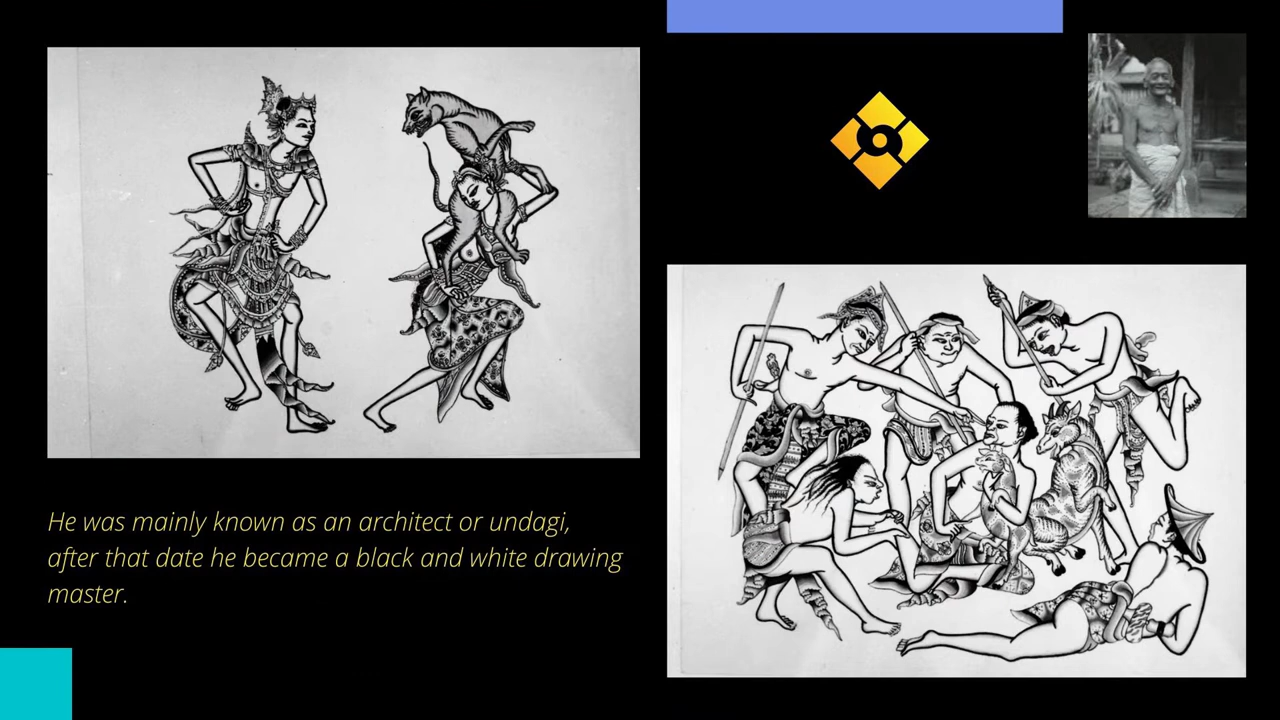 He was mainly known as an architect or undagi,
after that date he became a black and white drawing
master.